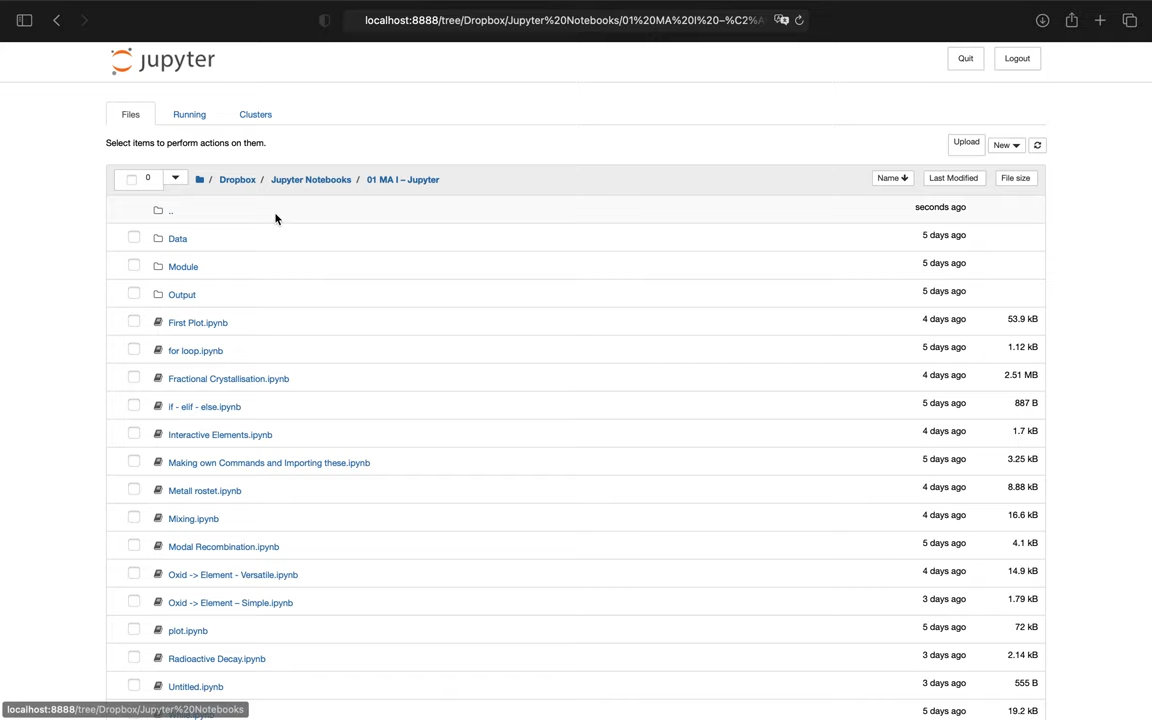 localhost:8888/tree/Dropbox/Jupyter%20Notebooks/01%20MA%20I%20–%C2%A
jupyter
Quit
Logout
Files
Running
Clusters
Select items to perform actions on them.
Upload
New
0
/ Dropbox / Jupyter Notebooks / 01 MA I – Jupyter
Name
Last Modified
File size
.. seconds ago
Data 5 days ago
Module 5 days ago
Output 5 days ago
First Plot.ipynb 4 days ago 53.9 kB
for loop.ipynb 5 days ago 1.12 kB
Fractional Crystallisation.ipynb 4 days ago 2.51 MB
if - elif - else.ipynb 5 days ago 887 B
Interactive Elements.ipynb 4 days ago 1.7 kB
Making own Commands and Importing these.ipynb 5 days ago 3.25 kB
Metall rostet.ipynb 4 days ago 8.88 kB
Mixing.ipynb 4 days ago 16.6 kB
Modal Recombination.ipynb 5 days ago 4.1 kB
Oxid -> Element - Versatile.ipynb 4 days ago 14.9 kB
Oxid -> Element – Simple.ipynb 3 days ago 1.79 kB
plot.ipynb 5 days ago 72 kB
Radioactive Decay.ipynb 3 days ago 2.14 kB
Untitled.ipynb 3 days ago 555 B
5 days ago 19.2 kB
localhost:8888/tree/Dropbox/Jupyter%20Notebooks